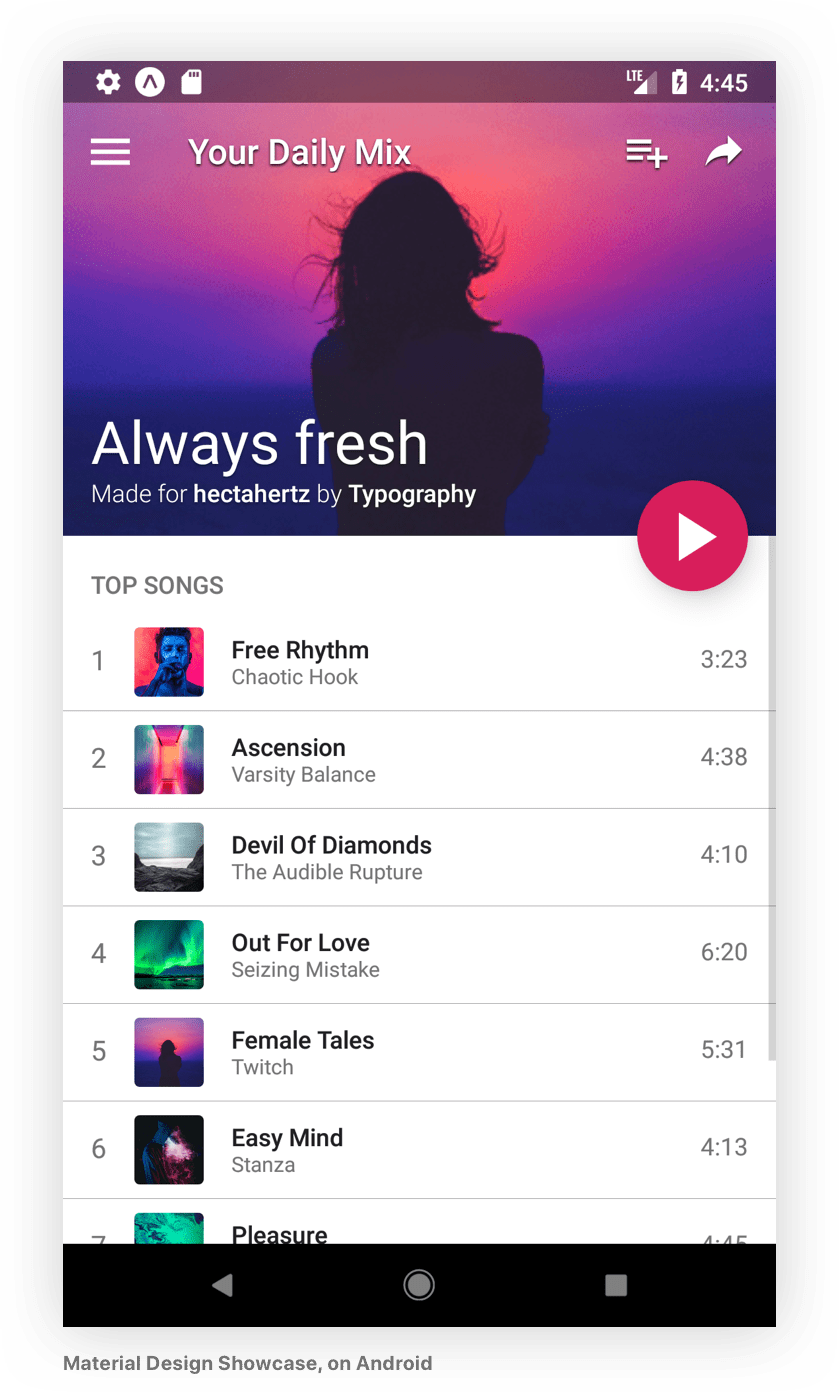 LTE 4:45
Your Daily Mix
Always fresh
Made for hectahertz by Typography
TOP SONGS
1 Free Rhythm 3:23
Chaotic Hook
2 Ascension 4:38
Varsity Balance
3 Devil Of Diamonds 4:10
The Audible Rupture
4 Out For Love 6:20
Seizing Mistake
5 Female Tales 5:31
Twitch
6 Easy Mind 4:13
Stanza
7 Pleasure 4:45
Material Design Showcase, on Android